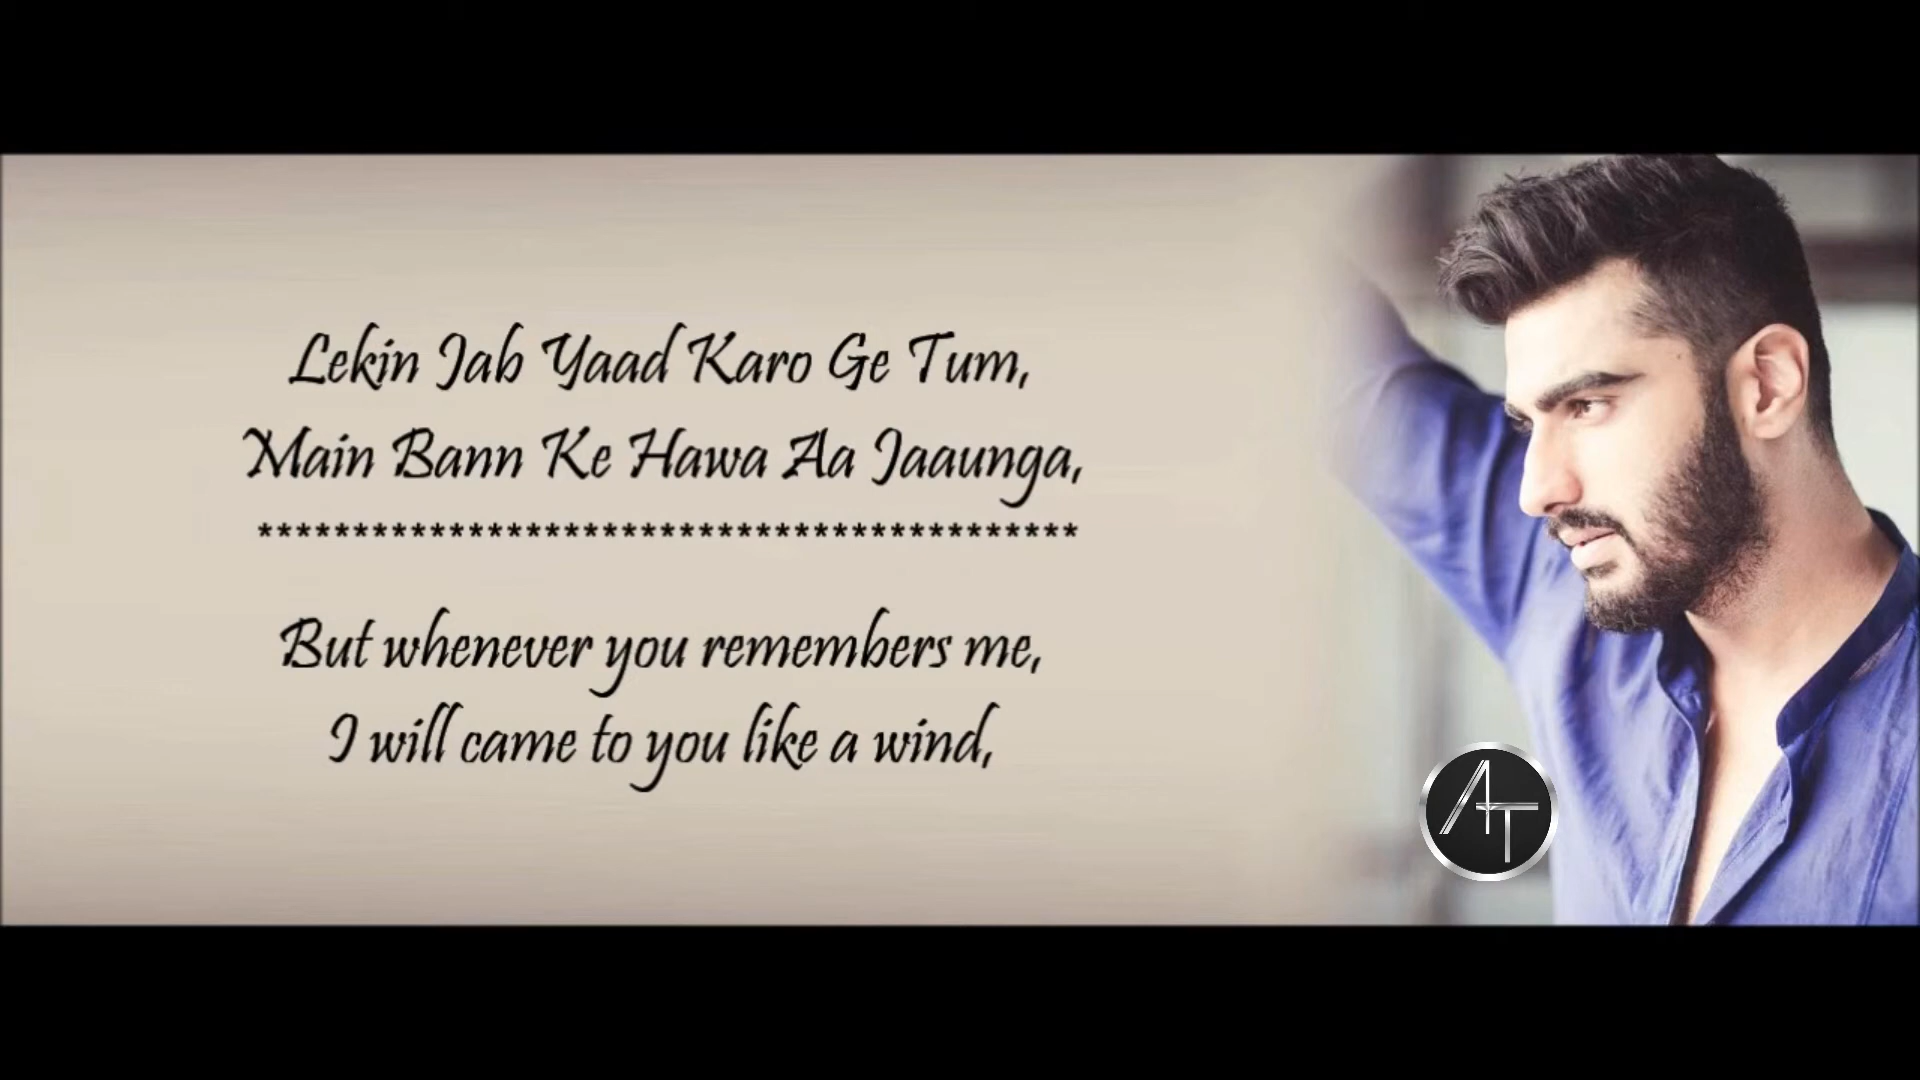 Lekin Jab Yaad Karo Ge Tum,
Main Bann Ke Hawa Aa Jaaunga,
*******************************************
But whenever you remembers me,
I will came to you like a wind,
AT